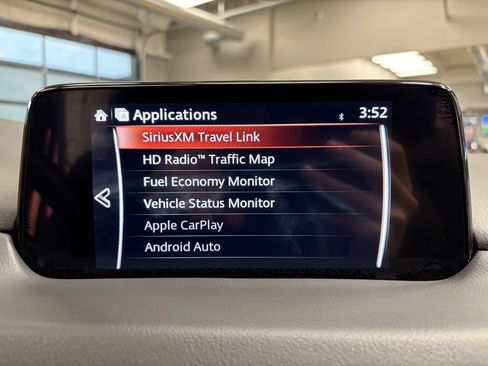 Applications
3:52
SiriusXM Travel Link
HD Radio™ Traffic Map
Fuel Economy Monitor
Vehicle Status Monitor
Apple CarPlay
Android Auto